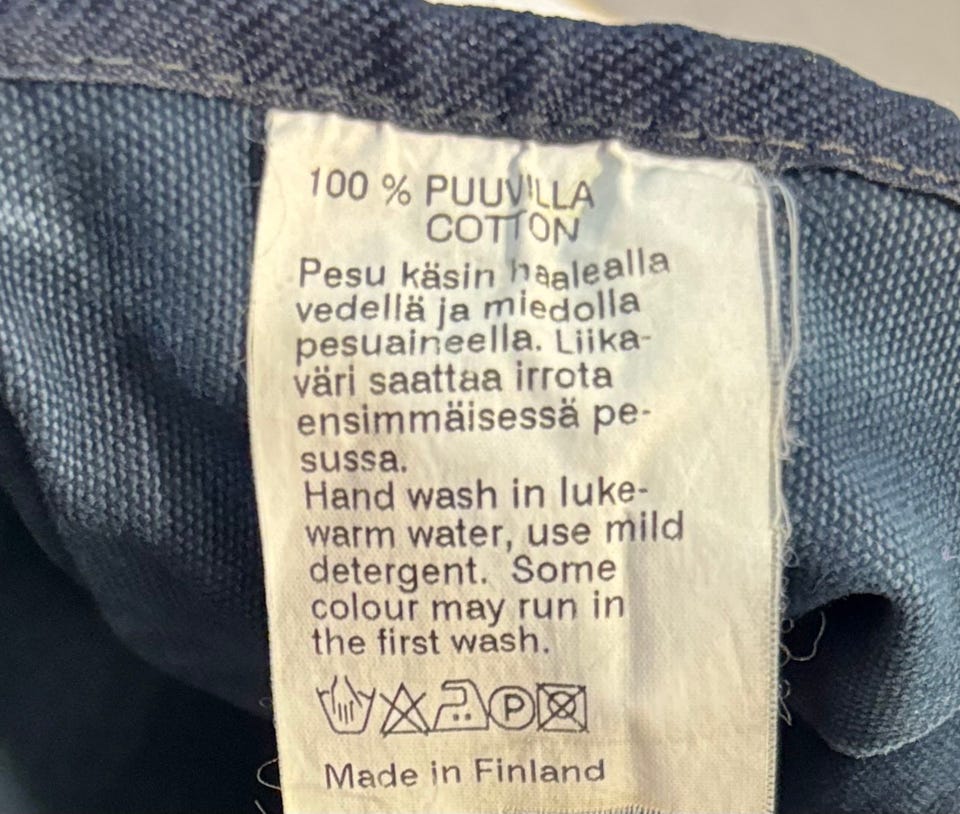 100 % PUUVILLA
COTTON
Pesu käsin haalealla
vedellä ja miedolla
pesuaineella. Liika-
väri saattaa irrota
ensimmäisessä pe-
sussa.
Hand wash in luke-
warm water, use mild
detergent. Some
colour may run in
the first wash.
P
Made in Finland